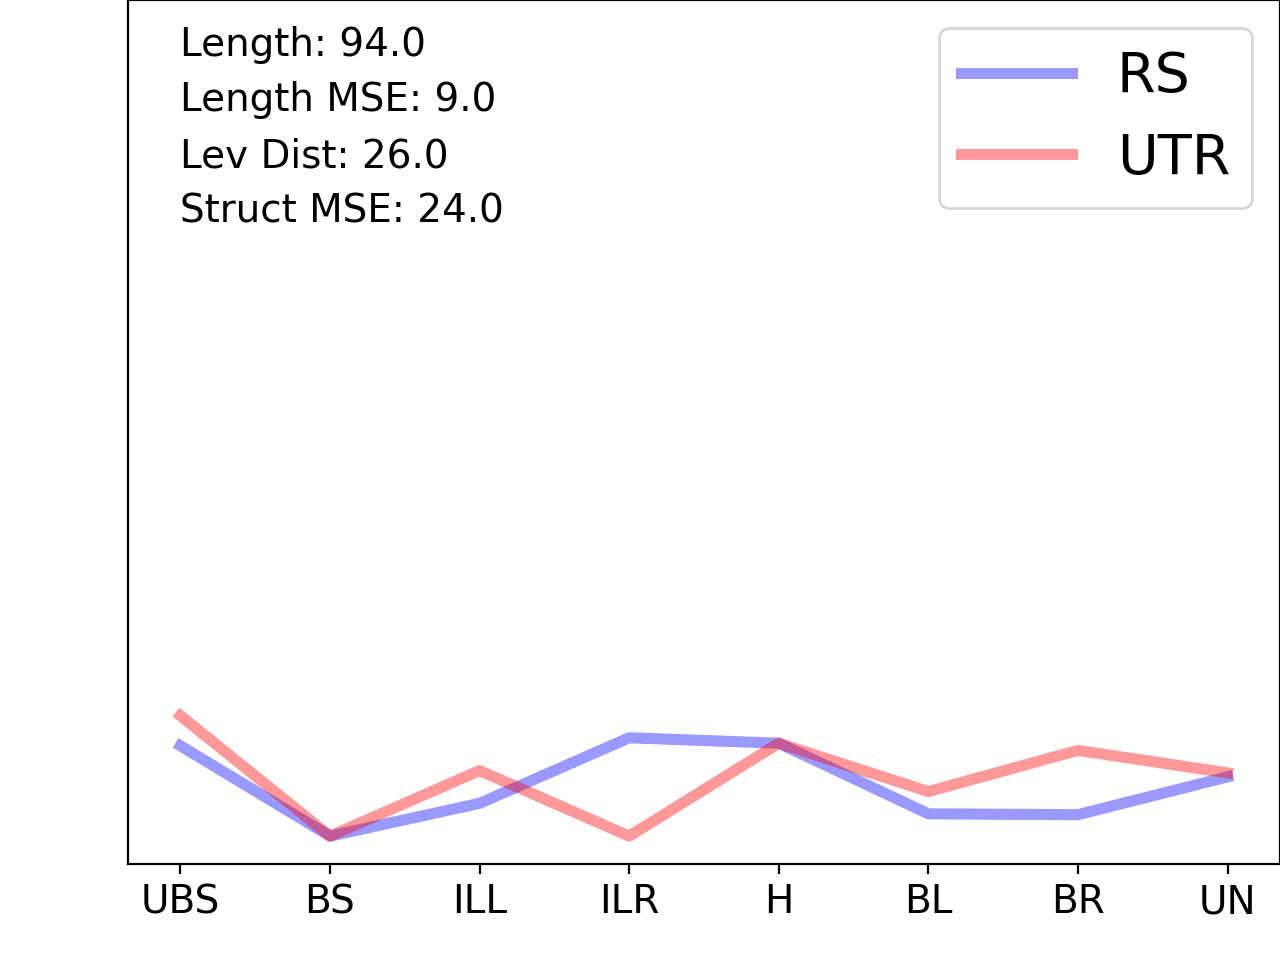 Length: 94.0
Length MSE: 9.0
Lev Dist: 26.0
Struct MSE: 24.0
RS
UTR
UBS BS ILL ILR H BL BR UN